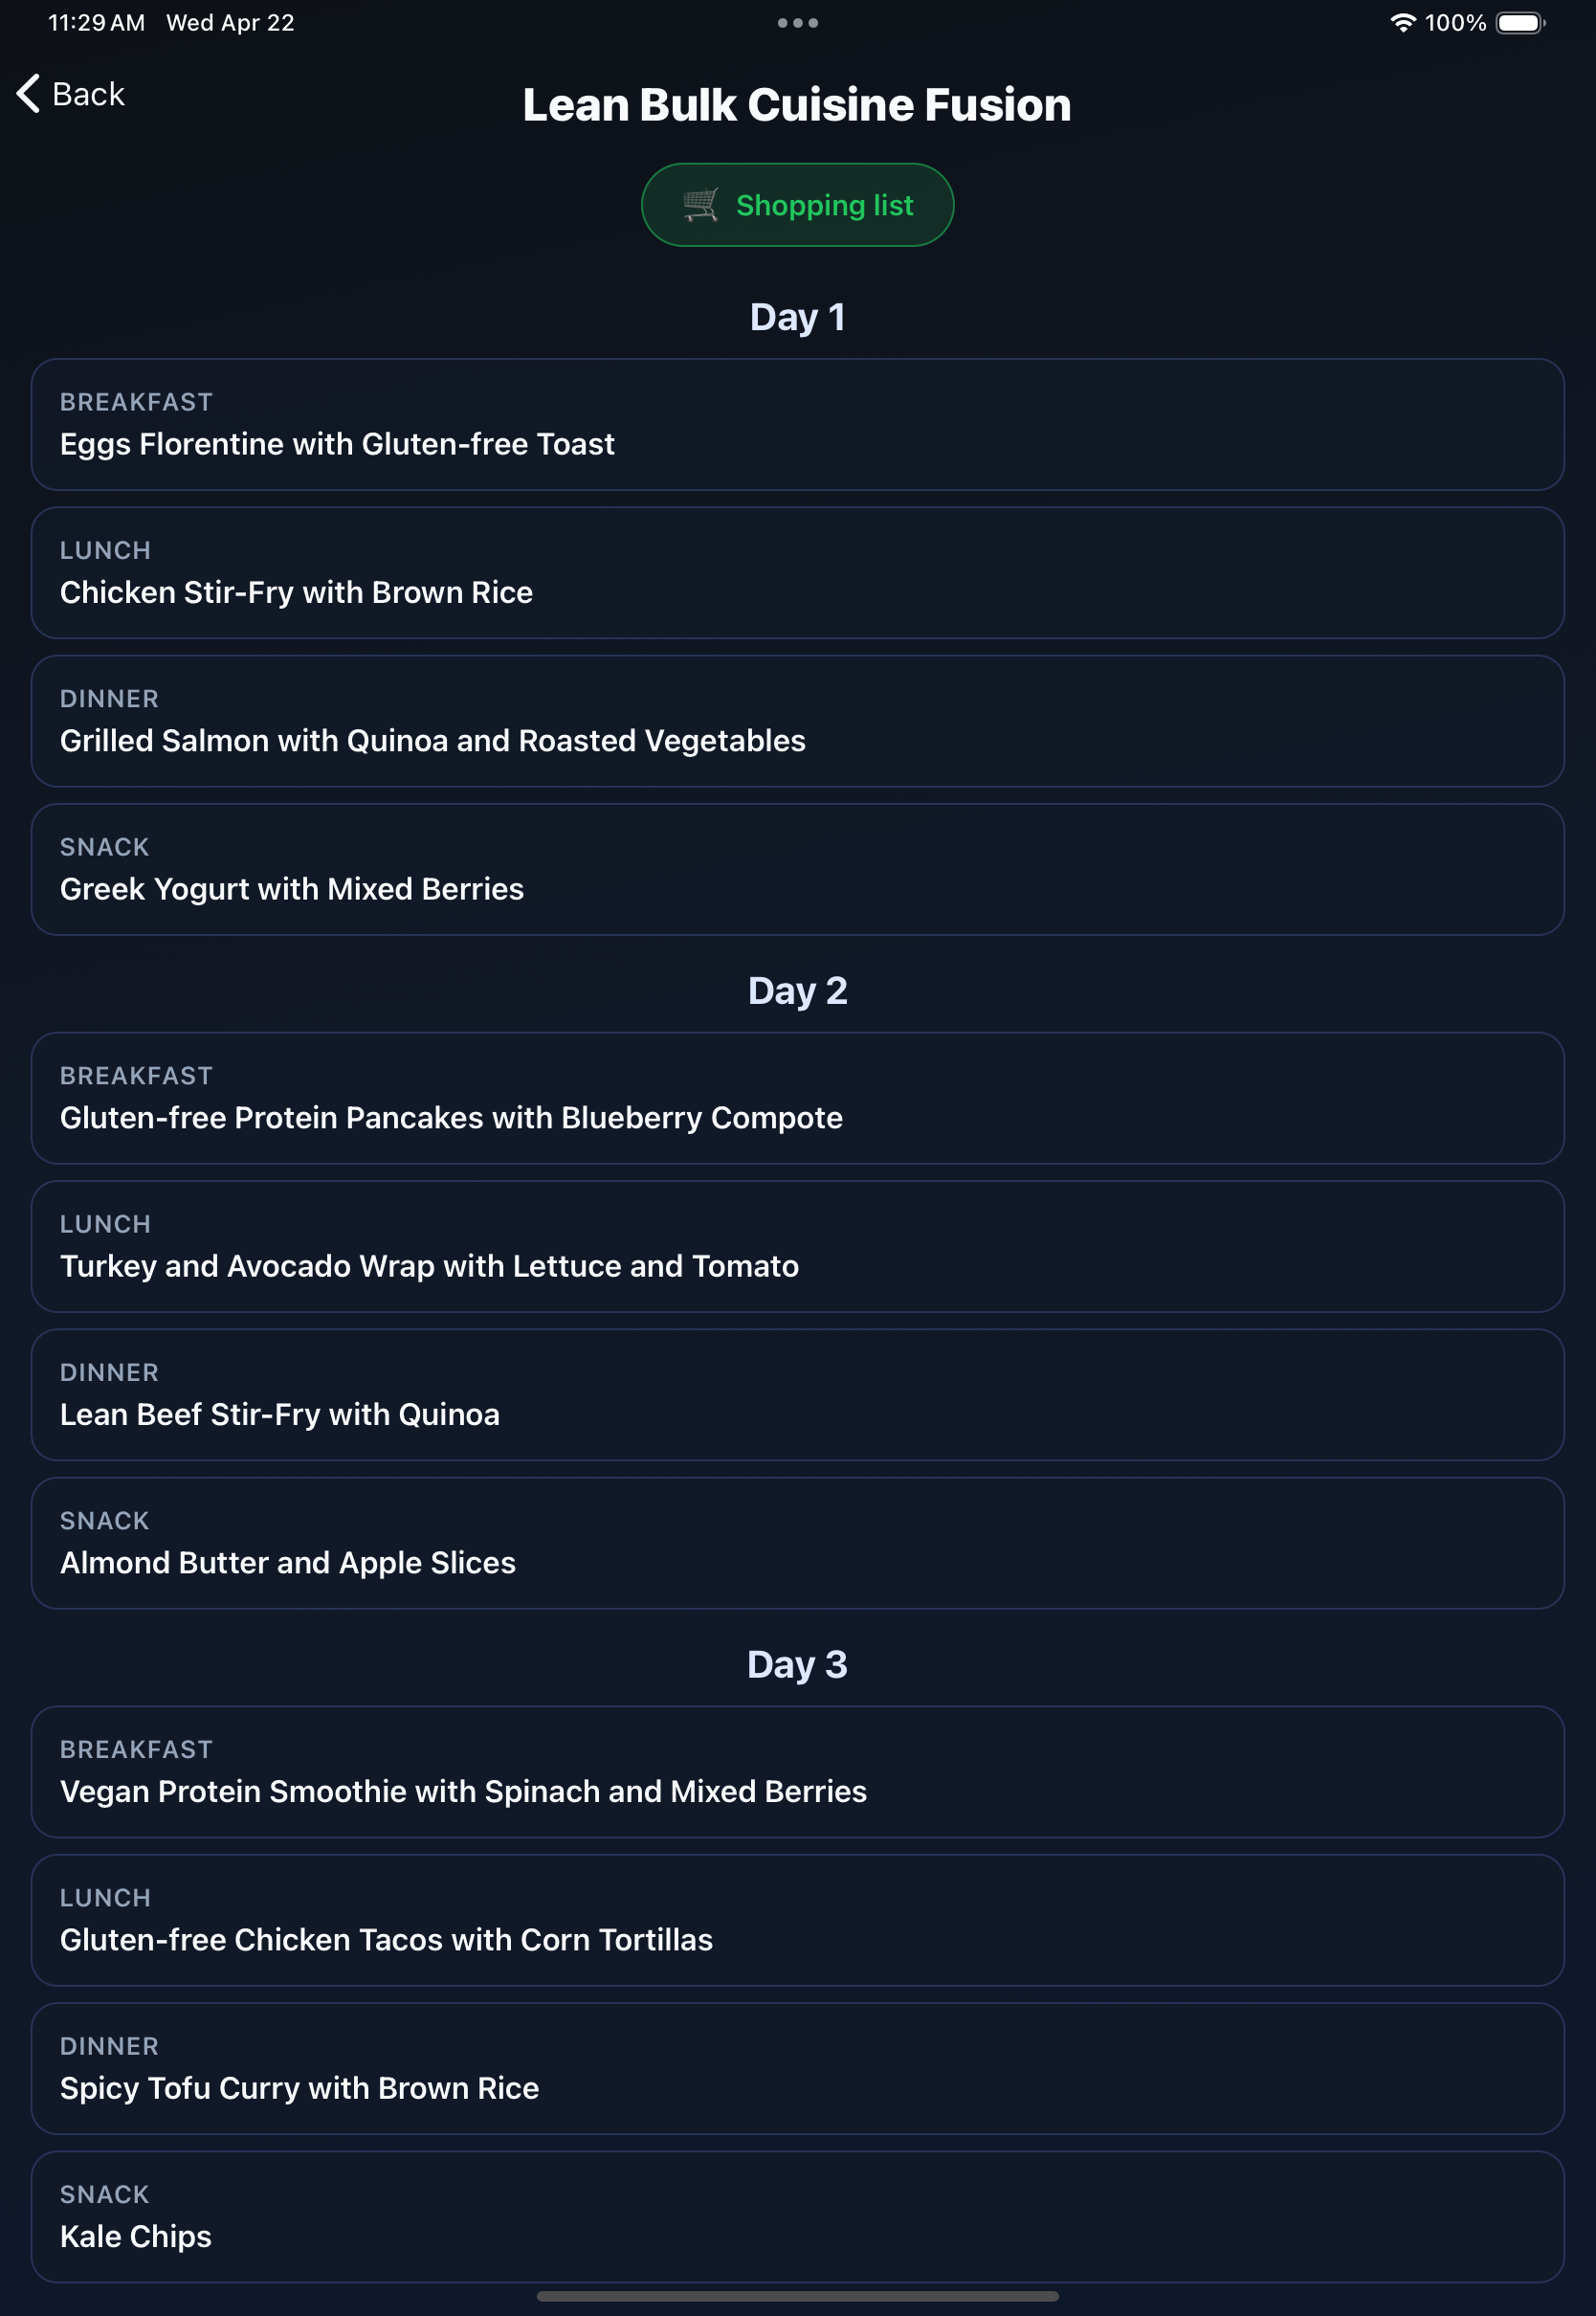 11:29 AM Wed Apr 22
100%
Back
Lean Bulk Cuisine Fusion
Shopping list
Day 1
BREAKFAST
Eggs Florentine with Gluten-free Toast
LUNCH
Chicken Stir-Fry with Brown Rice
DINNER
Grilled Salmon with Quinoa and Roasted Vegetables
SNACK
Greek Yogurt with Mixed Berries
Day 2
BREAKFAST
Gluten-free Protein Pancakes with Blueberry Compote
LUNCH
Turkey and Avocado Wrap with Lettuce and Tomato
DINNER
Lean Beef Stir-Fry with Quinoa
SNACK
Almond Butter and Apple Slices
Day 3
BREAKFAST
Vegan Protein Smoothie with Spinach and Mixed Berries
LUNCH
Gluten-free Chicken Tacos with Corn Tortillas
DINNER
Spicy Tofu Curry with Brown Rice
SNACK
Kale Chips